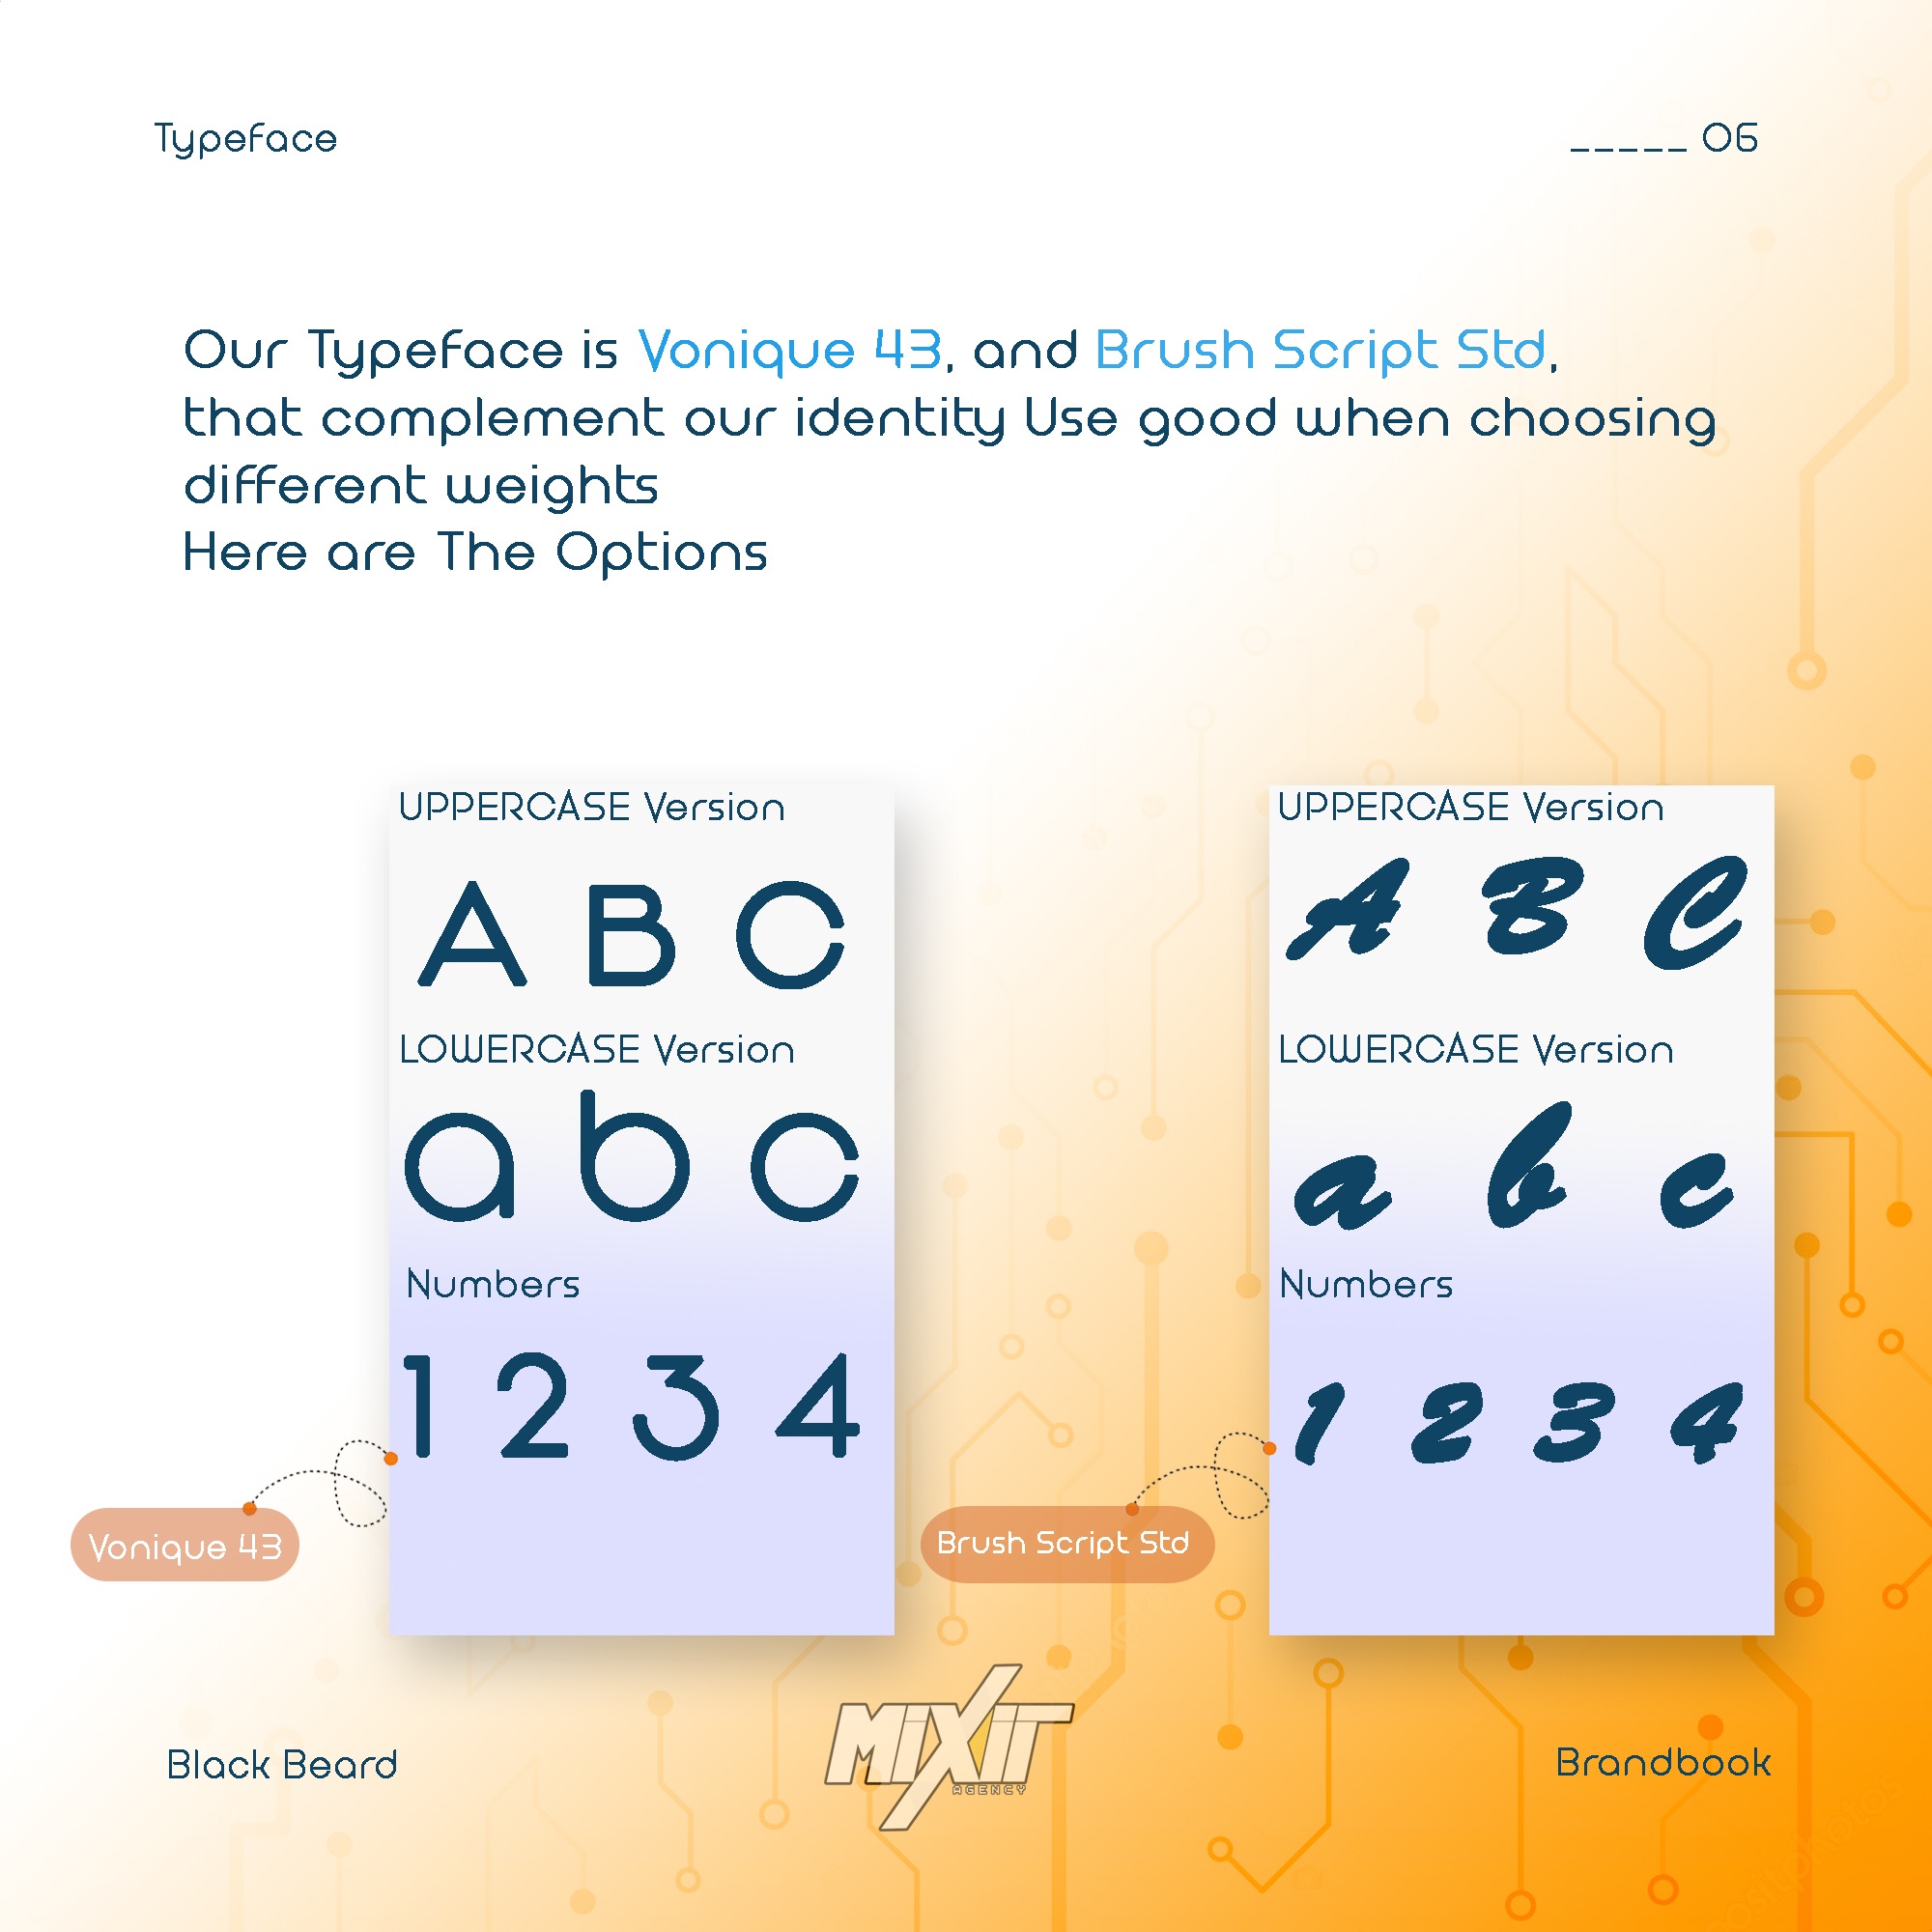 Typeface
_____ 06
Our Typeface is Vonique 43, and Brush Script Std,
that complement our identity Use good when choosing
different weights
Here are The Options
UPPERCASE Version
A B C
LOWERCASE Version
a b c
Numbers
1 2 3 4
Vonique 43
UPPERCASE Version
A B C
LOWERCASE Version
a b c
Numbers
1 2 3 4
Brush Script Std
Black Beard
MIXIT
AGENCY
Brandbook